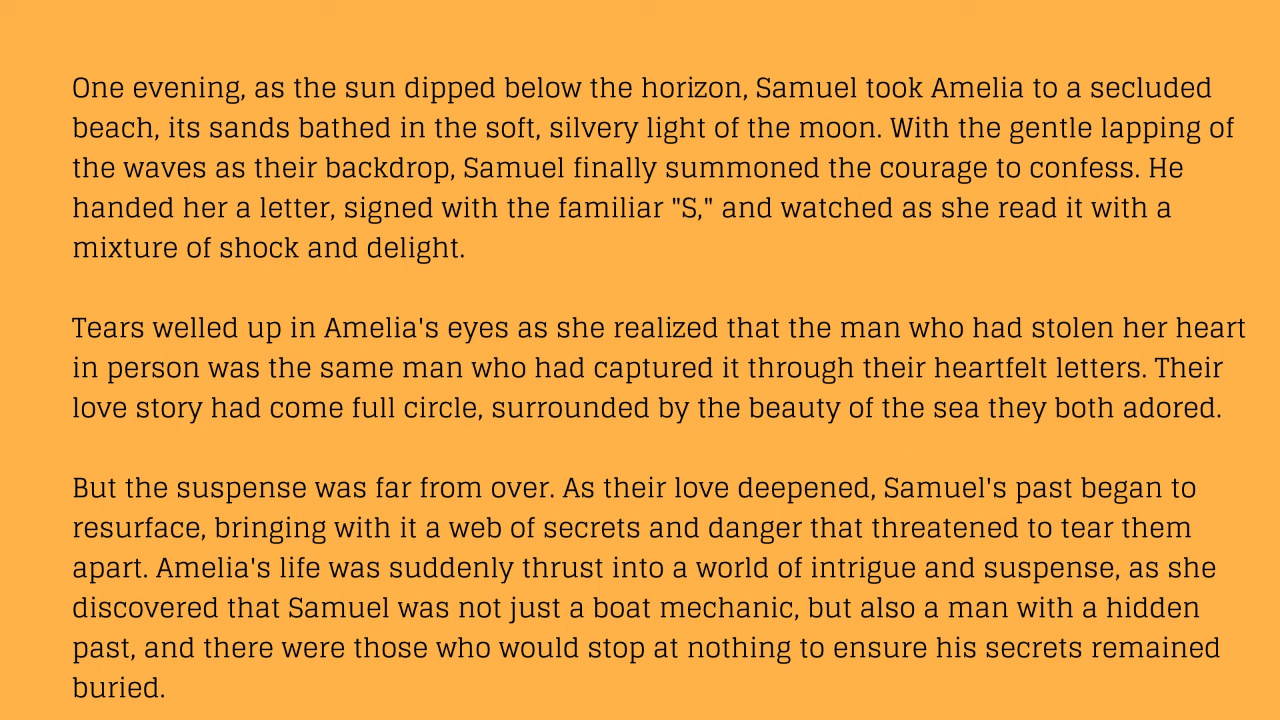 One evening, as the sun dipped below the horizon, Samuel took Amelia to a secluded
beach, its sands bathed in the soft, silvery light of the moon. With the gentle lapping of
the waves as their backdrop, Samuel finally summoned the courage to confess. He
handed her a letter, signed with the familiar "S," and watched as she read it with a
mixture of shock and delight.
Tears welled up in Amelia's eyes as she realized that the man who had stolen her heart
in person was the same man who had captured it through their heartfelt letters. Their
love story had come full circle, surrounded by the beauty of the sea they both adored.
But the suspense was far from over. As their love deepened, Samuel's past began to
resurface, bringing with it a web of secrets and danger that threatened to tear them
apart. Amelia's life was suddenly thrust into a world of intrigue and suspense, as she
discovered that Samuel was not just a boat mechanic, but also a man with a hidden
past, and there were those who would stop at nothing to ensure his secrets remained
buried.